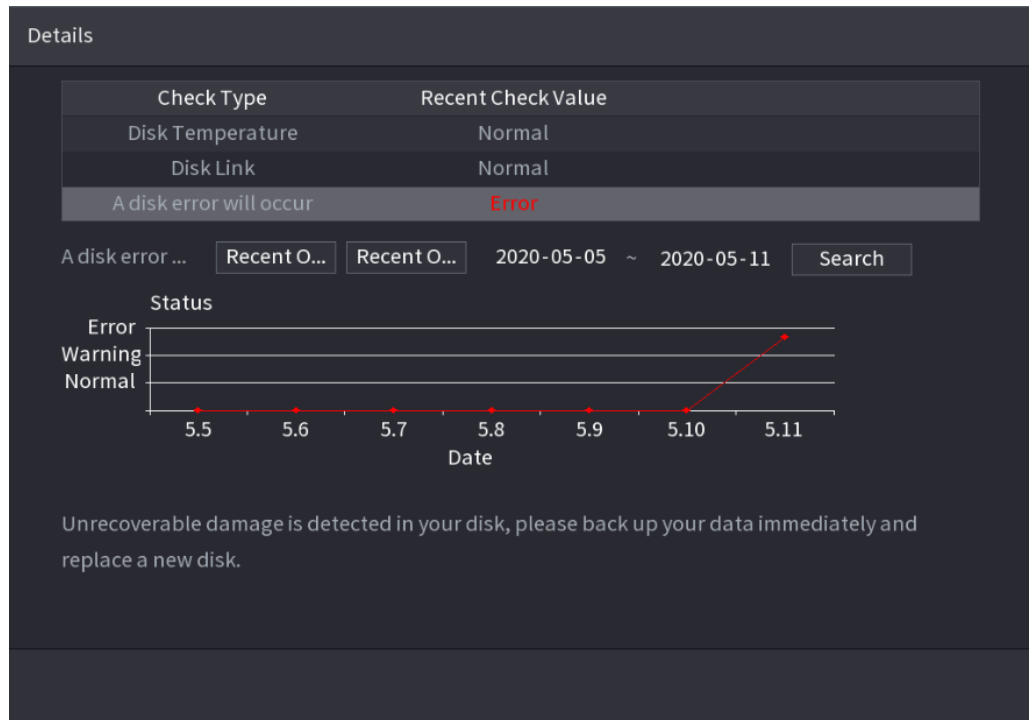 Details
Check Type Recent Check Value
Disk Temperature Normal
Disk Link Normal
A disk error will occur Error
A disk error ... Recent O... Recent O... 2020-05-05 ~ 2020-05-11 Search
Status
Error
Warning
Normal
5.5 5.6 5.7 5.8 5.9 5.10 5.11
Date
Unrecoverable damage is detected in your disk, please back up your data immediately and
replace a new disk.